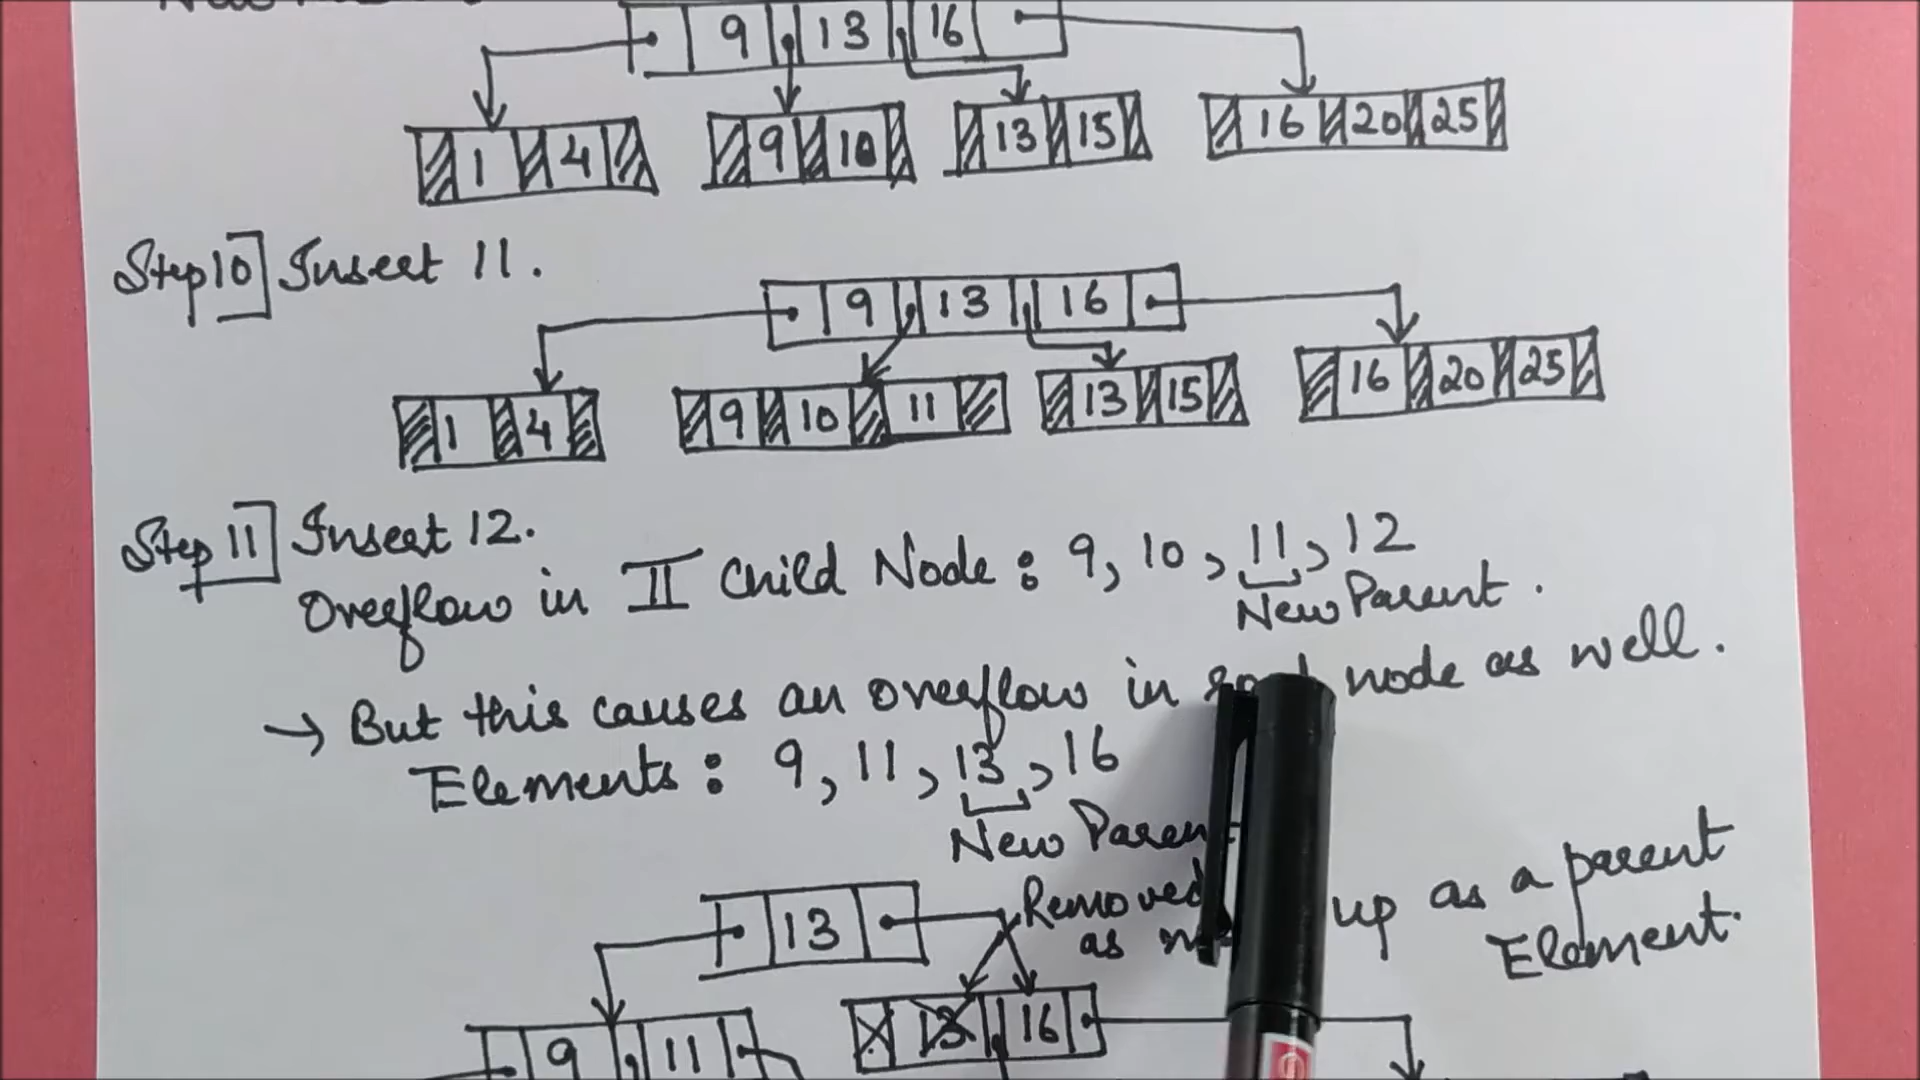 9 13 16
1 4 9 10 13 15 16 20 25
Step 10] Insert 11.
9 13 16
1 4 9 10 11 13 15 16 20 25
Step 11] Insert 12.
Overflow in II Child Node : 9, 10, 11, 12
New Parent.
→ But this causes an overflow in node as well.
Elements : 9, 11, 13, 16
New
Removed up as a parent
as Element.
13
9 11 13 16